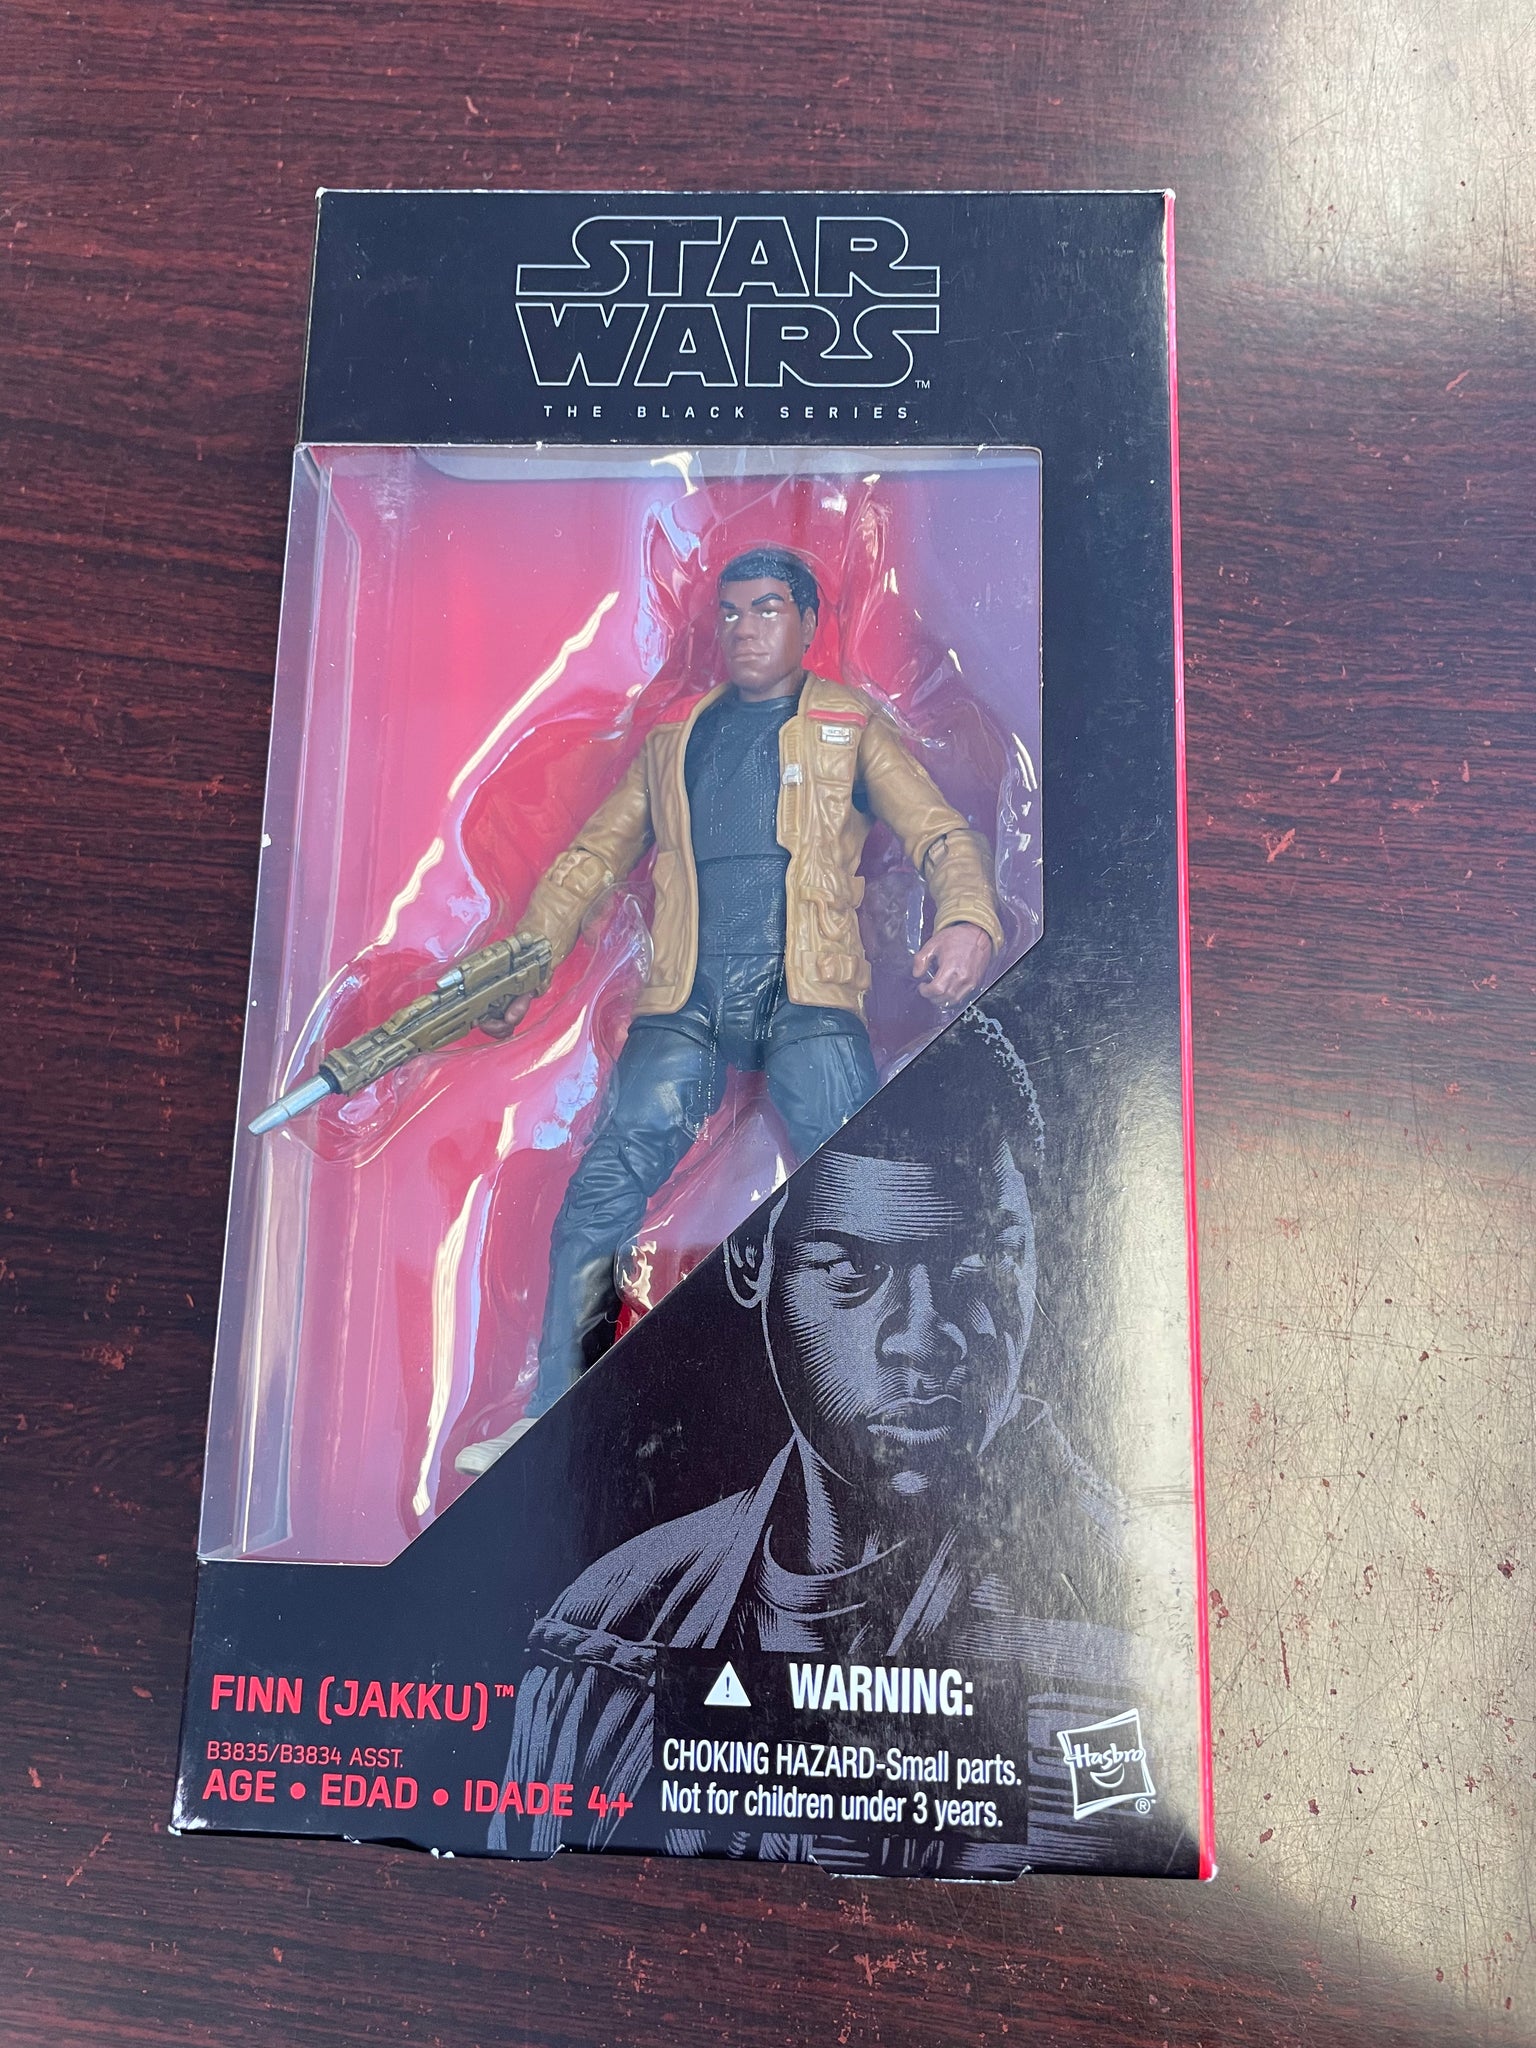 STAR
WARS™
THE BLACK SERIES
FINN (JAKKU)™
B3835/B3834 ASST.
AGE • EDAD • IDADE 4+
WARNING:
CHOKING HAZARD-Small parts.
Not for children under 3 years.
Hasbro®